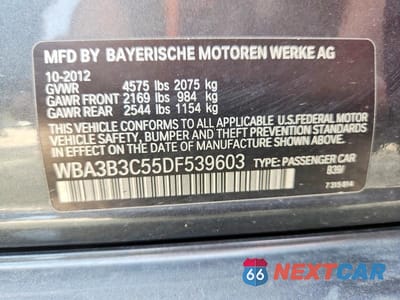 MFD BY BAYERISCHE MOTOREN WERKE AG
10-2012
GVWR 4575 lbs 2075 kg
GAWR FRONT 2169 lbs 984 kg
GAWR REAR 2544 lbs 1154 kg
THIS VEHICLE CONFORMS TO ALL APPLICABLE U.S.FEDERAL MOTOR
VEHICLE SAFETY, BUMPER, AND THEFT PREVENTION STANDARDS
IN EFFECT ON THE DATE OF MANUFACTURE SHOWN ABOVE.
WBA3B3C55DF539603 TYPE: PASSENGER CAR
B39/
7315814
66 NEXTCAR